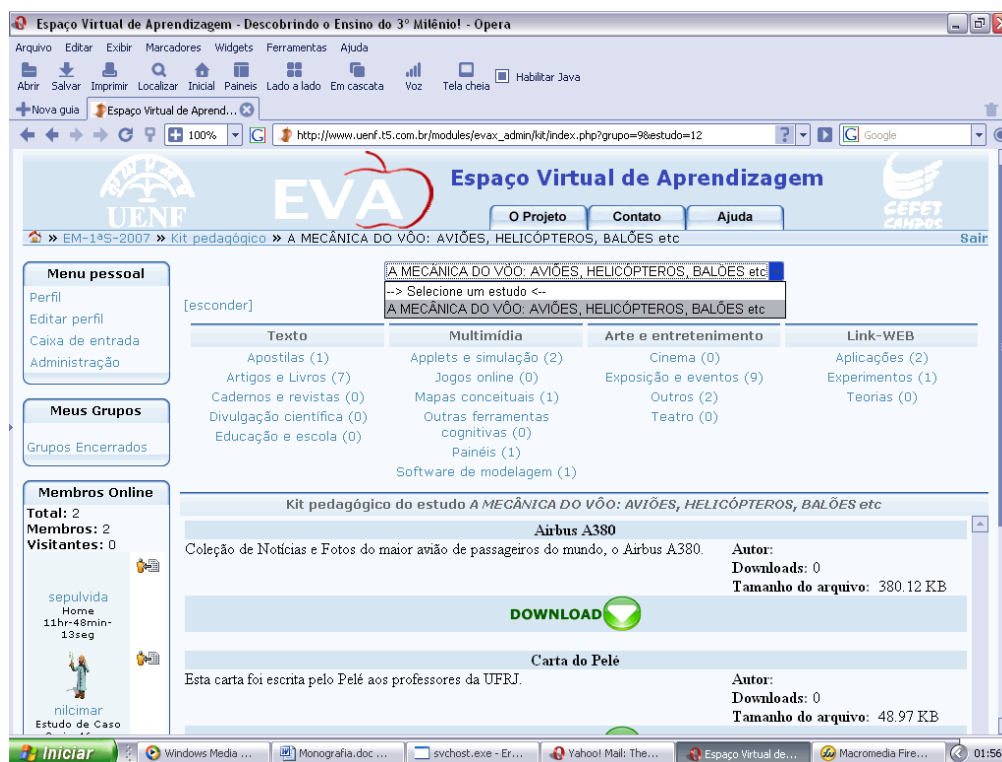 Espaço Virtual de Aprendizagem - Descobrindo o Ensino do 3º Milênio! - Opera
Arquivo Editar Exibir Marcadores Widgets Ferramentas Ajuda
Abrir Salvar Imprimir Localizar Inicial Paineis Lado a lado Em cascata Voz Tela cheia Habilitar Java
Nova guia Espaço Virtual de Aprend...
100% http://www.uenf.t5.com.br/modules/evax_admin/kit/index.php?grupo=9&estudo=12 Google
UENF
EVA
Espaço Virtual de Aprendizagem
CEFET CAMPOS
O Projeto Contato Ajuda
» EM-1ªS-2007 » Kit pedagógico » A MECÂNICA DO VÔO: AVIÕES, HELICÓPTEROS, BALÕES etc Sair
Menu pessoal
Perfil
Editar perfil
Caixa de entrada
Administração
Meus Grupos
Grupos Encerrados
Membros Online
Total: 2
Membros: 2
Visitantes: 0
sepulvida
Home
11hr-48min-
13seg
nilcimar
Estudo de Caso
A MECÂNICA DO VÔO: AVIÕES, HELICÓPTEROS, BALÕES etc
--> Selecione um estudo <--
A MECÂNICA DO VÔO: AVIÕES, HELICÓPTEROS, BALÕES etc
[esconder]
Texto Multimídia Arte e entretenimento Link-WEB
Apostilas (1) Applets e simulação (2) Cinema (0) Aplicações (2)
Artigos e Livros (7) Jogos online (0) Exposição e eventos (9) Experimentos (1)
Cadernos e revistas (0) Mapas conceituais (1) Outros (2) Teorias (0)
Divulgação científica (0) Outras ferramentas cognitivas (0) Teatro (0)
Educação e escola (0)
Painéis (1)
Software de modelagem (1)
Kit pedagógico do estudo A MECÂNICA DO VÔO: AVIÕES, HELICÓPTEROS, BALÕES etc
Airbus A380
Coleção de Notícias e Fotos do maior avião de passageiros do mundo, o Airbus A380. Autor:
Downloads: 0
Tamanho do arquivo: 380.12 KB
DOWNLOAD
Carta do Pelé
Esta carta foi escrita pelo Pelé aos professores da UFRJ. Autor:
Downloads: 0
Tamanho do arquivo: 48.97 KB
Iniciar Windows Media ... Monografia.doc ... svchost.exe - Er... Yahoo! Mail: The... Espaço Virtual de... Macromedia Fire... 01:56